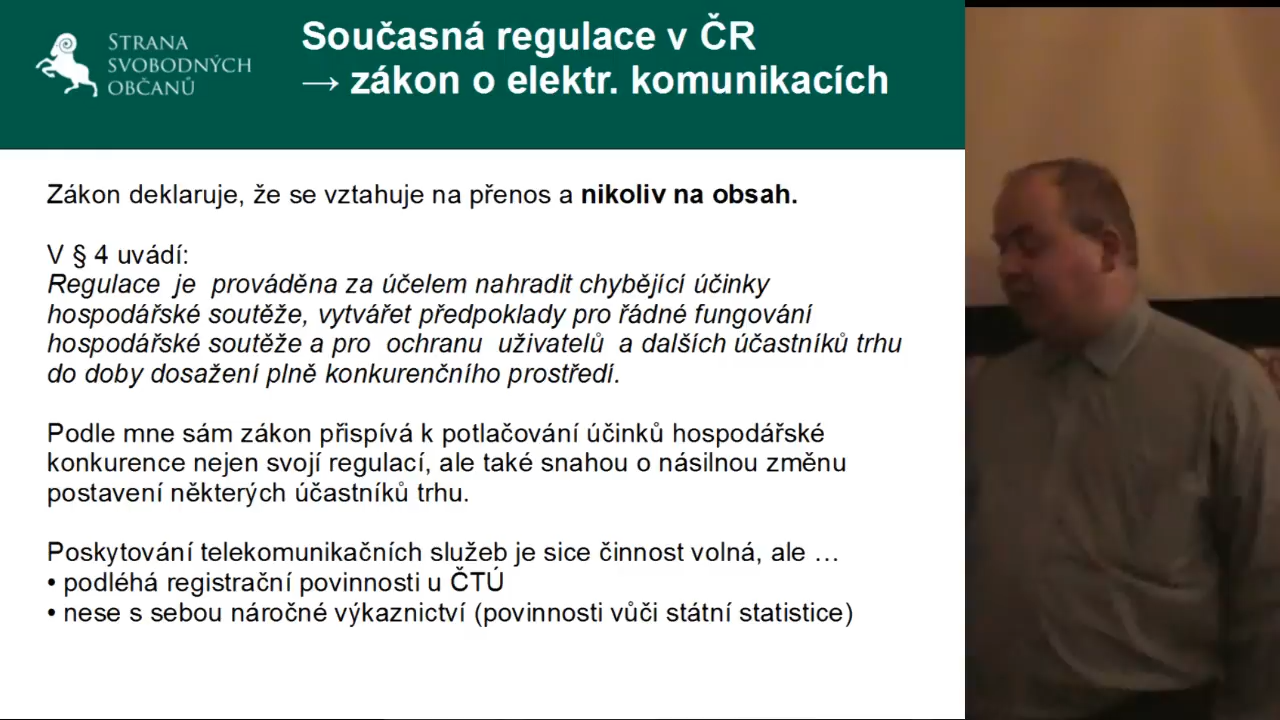 STRANA
SVOBODNÝCH
OBČANŮ
Současná regulace v ČR
→ zákon o elektr. komunikacích
Zákon deklaruje, že se vztahuje na přenos a nikoliv na obsah.
V § 4 uvádí:
Regulace je prováděna za účelem nahradit chybějící účinky
hospodářské soutěže, vytvářet předpoklady pro řádné fungování
hospodářské soutěže a pro ochranu uživatelů a dalších účastníků trhu
do doby dosažení plně konkurenčního prostředí.
Podle mne sám zákon přispívá k potlačování účinků hospodářské
konkurence nejen svojí regulací, ale také snahou o násilnou změnu
postavení některých účastníků trhu.
Poskytování telekomunikačních služeb je sice činnost volná, ale …
• podléhá registrační povinnosti u ČTÚ
• nese s sebou náročné výkaznictví (povinnosti vůči státní statistice)